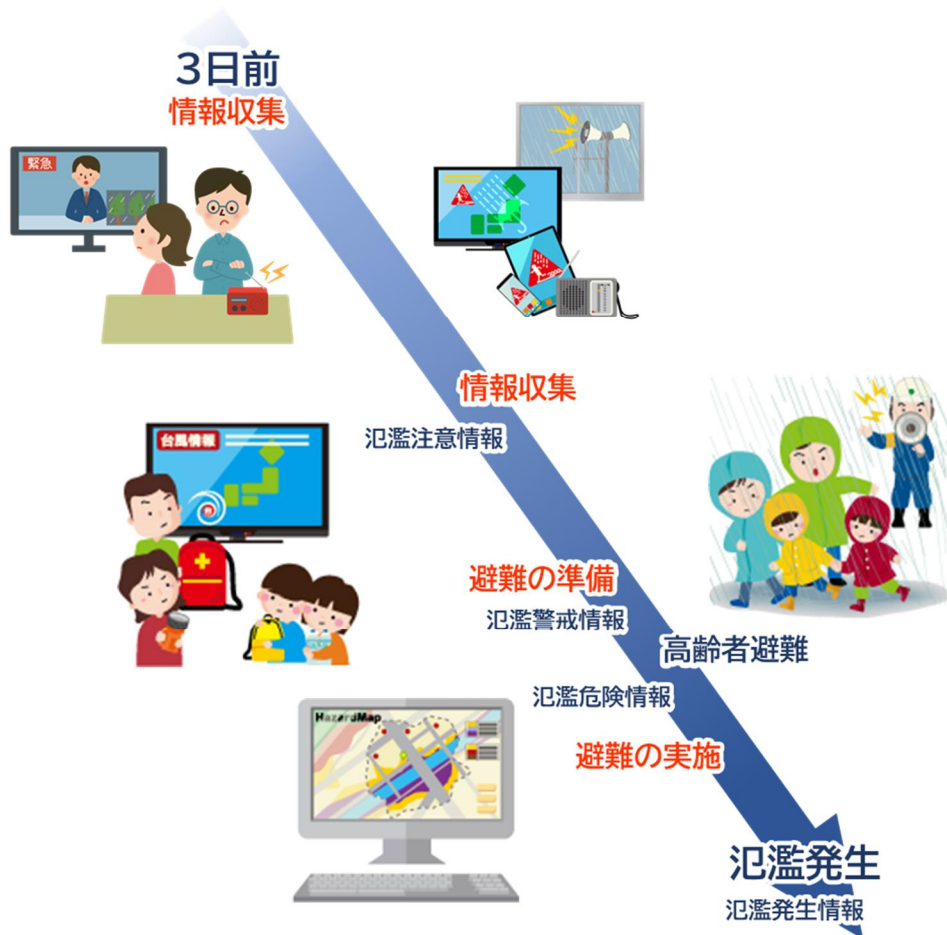 3日前
情報収集
緊急
情報収集
氾濫注意情報
台風情報
避難の準備
氾濫警戒情報
高齢者避難
氾濫危険情報
HazardMap
避難の実施
氾濫発生
氾濫発生情報